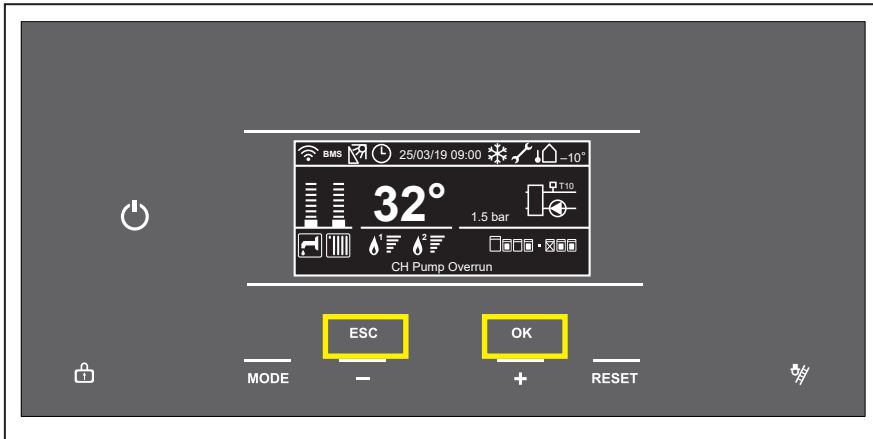 BMS 25/03/19 09:00 –10°
T10
32°
1.5 bar
1 2
CH Pump Overrun
ESC OK
MODE – + RESET